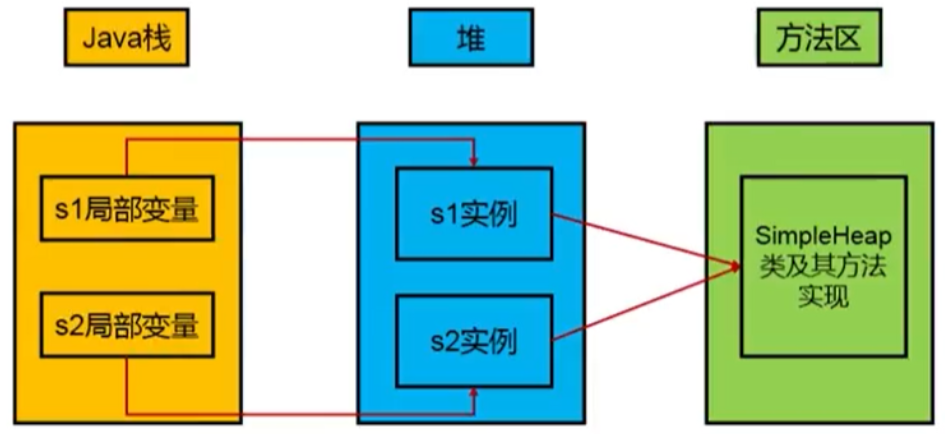 Java栈
堆
方法区
s1局部变量
s2局部变量
s1实例
s2实例
SimpleHeap
类及其方法
实现